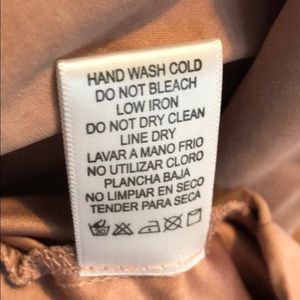 HAND WASH COLD
DO NOT BLEACH
LOW IRON
DO NOT DRY CLEAN
LINE DRY
LAVAR A MANO FRIO
NO UTILIZAR CLORO
PLANCHA BAJA
NO LIMPIAR EN SECO
TENDER PARA SECA
30